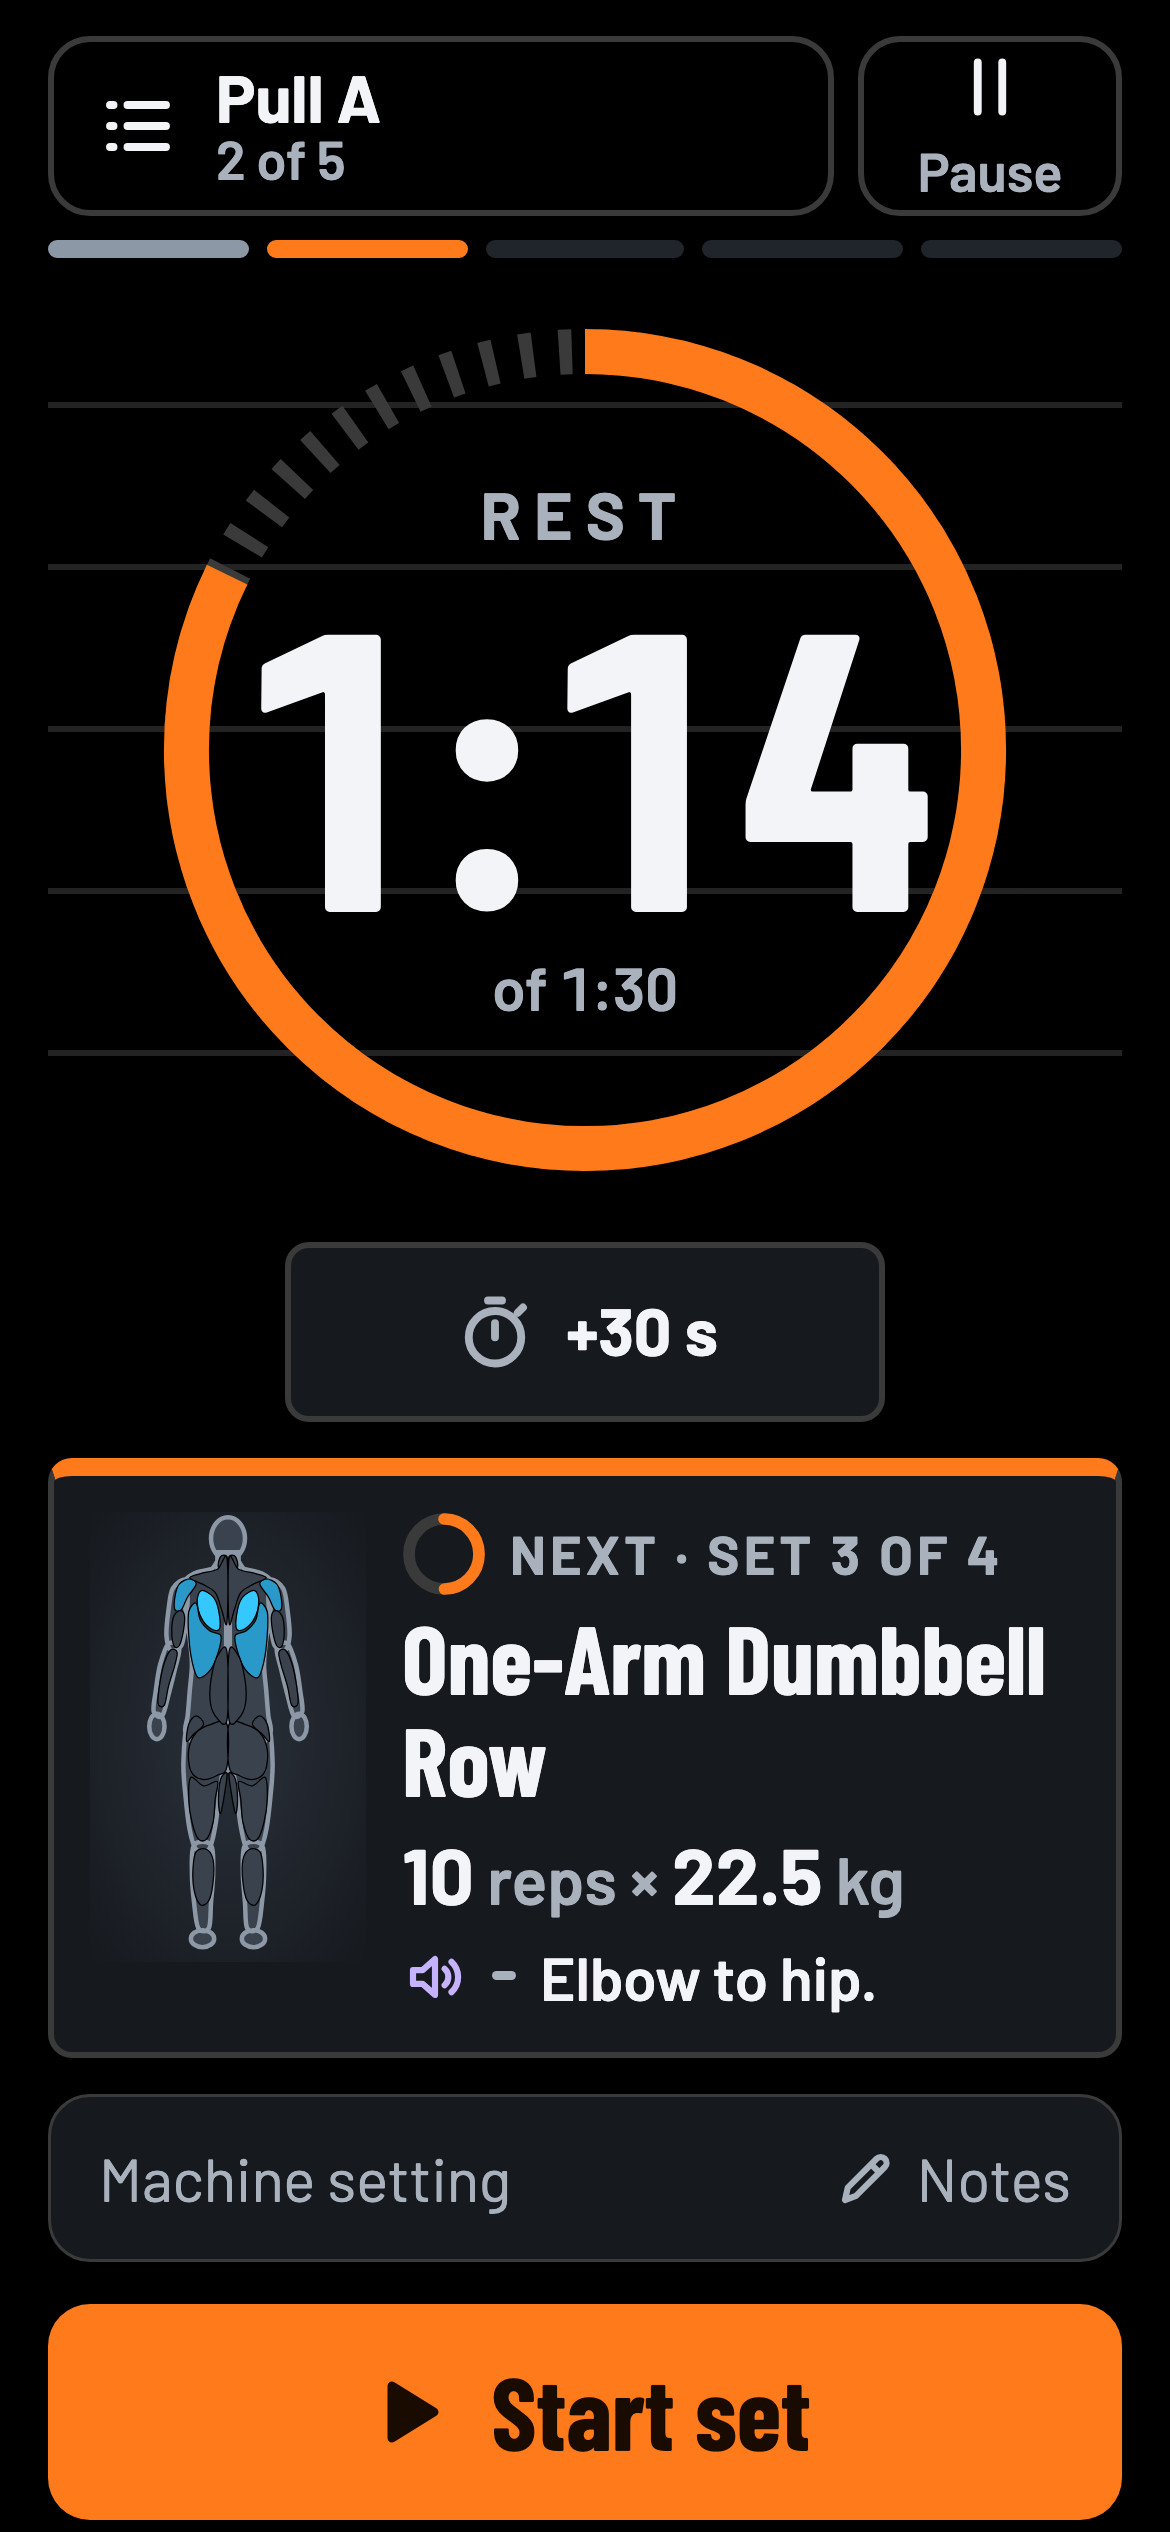 Pull A
2 of 5
Pause
REST
1:14
of 1:30
+30 s
NEXT · SET 3 OF 4
One-Arm Dumbbell
Row
10 reps × 22.5 kg
- Elbow to hip.
Machine setting
Notes
Start set